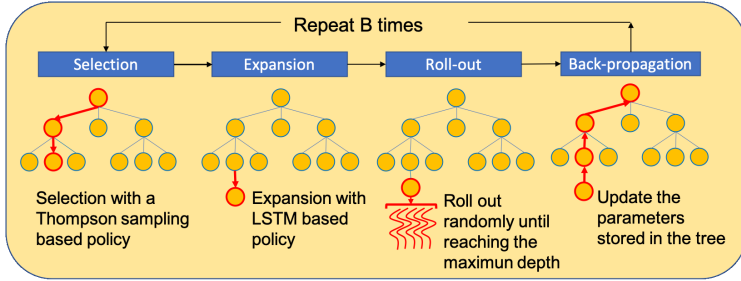 Repeat B times
Selection
Expansion
Roll-out
Back-propagation
Selection with a
Thompson sampling
based policy
Expansion with
LSTM based
policy
Roll out
randomly until
reaching the
maximun depth
Update the
parameters
stored in the tree